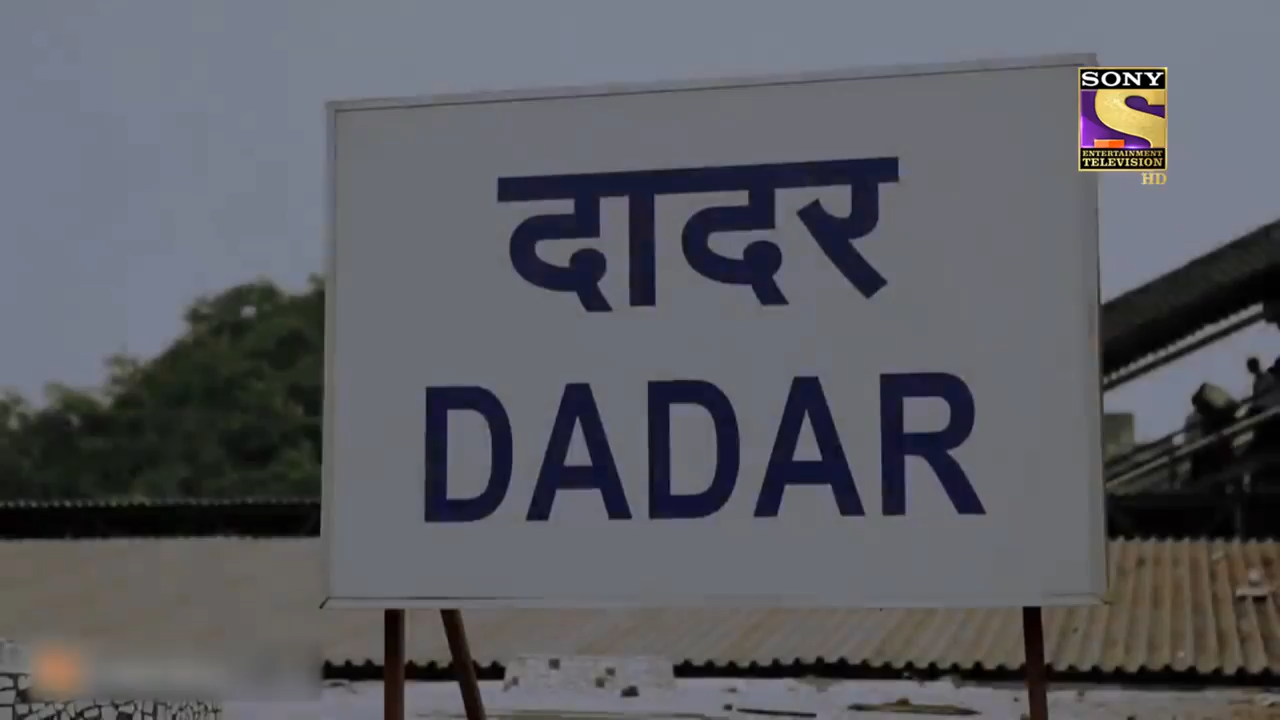 दादर
DADAR
SONY
ENTERTAINMENT
TELEVISION
HD